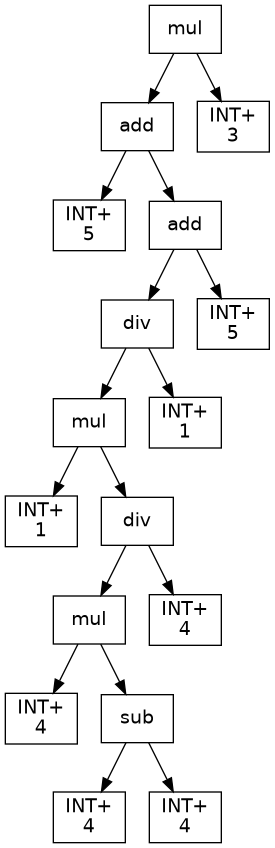 mul
add
INT+
3
INT+
5
add
div
INT+
5
mul
INT+
1
INT+
1
div
mul
INT+
4
INT+
4
sub
INT+
4
INT+
4